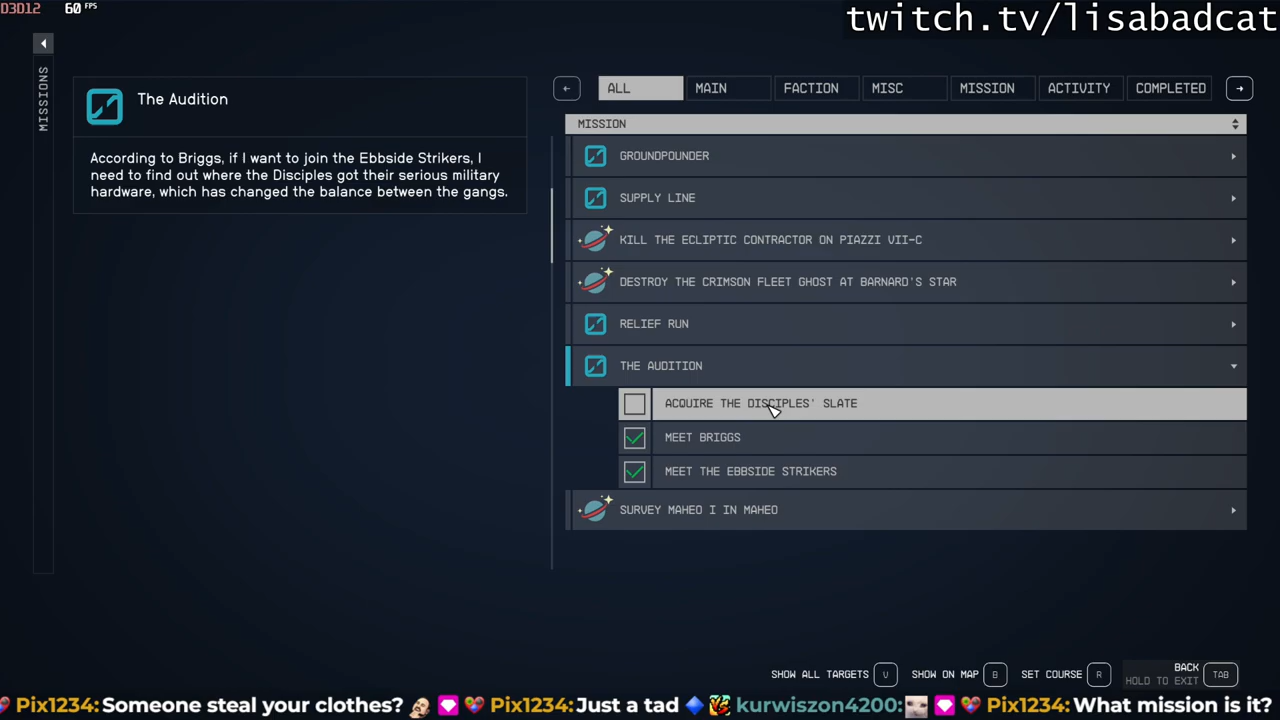 D3D12 60 FPS
twitch.tv/lisabadcat
MISSIONS
The Audition
According to Briggs, if I want to join the Ebbside Strikers, I
need to find out where the Disciples got their serious military
hardware, which has changed the balance between the gangs.
ALL MAIN FACTION MISC MISSION ACTIVITY COMPLETED
MISSION
GROUNDPOUNDER
SUPPLY LINE
KILL THE ECLIPTIC CONTRACTOR ON PIAZZI VII-C
DESTROY THE CRIMSON FLEET GHOST AT BARNARD'S STAR
RELIEF RUN
THE AUDITION
ACQUIRE THE DISCIPLES' SLATE
MEET BRIGGS
MEET THE EBBSIDE STRIKERS
SURVEY MAHEO I IN MAHEO
SHOW ALL TARGETS V SHOW ON MAP B SET COURSE R BACK HOLD TO EXIT TAB
Pix1234: Someone steal your clothes? Pix1234: Just a tad kurwiszon4200: Pix1234: What mission is it?